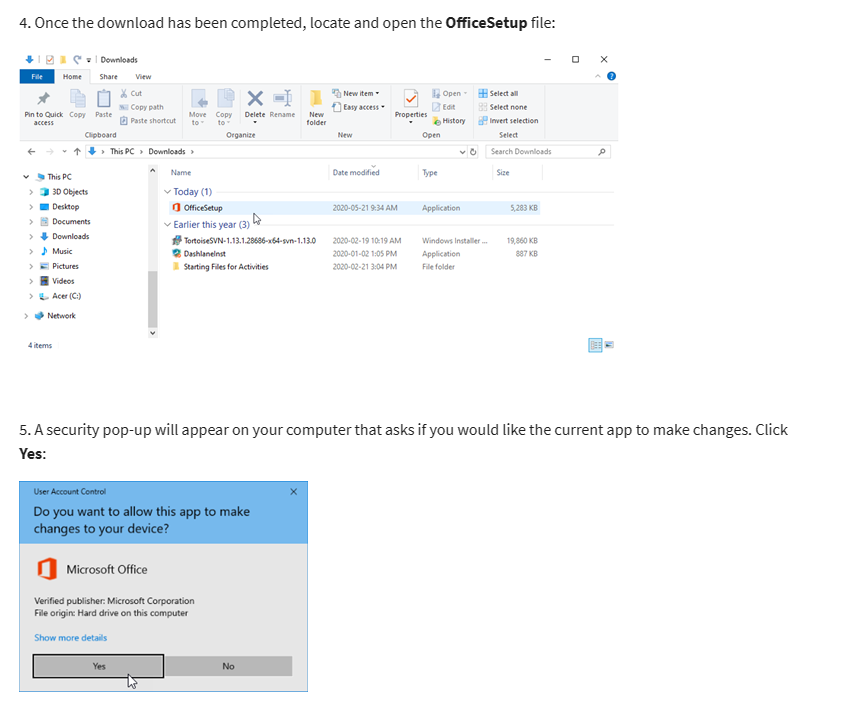 4. Once the download has been completed, locate and open the OfficeSetup file:
Downloads
File Home Share View
Pin to Quick access
Copy
Paste
Cut
Copy path
Paste shortcut
Clipboard
Move to
Copy to
Delete
Rename
Organize
New folder
New item
Easy access
New
Properties
Open
Edit
History
Open
Select all
Select none
Invert selection
Select
This PC > Downloads >
Search Downloads
This PC
3D Objects
Desktop
Documents
Downloads
Music
Pictures
Videos
Acer (C:)
Network
Name Date modified Type Size
Today (1)
OfficeSetup 2020-05-21 9:34 AM Application 5,283 KB
Earlier this year (3)
TortoiseSVN-1.13.1.28686-x64-svn-1.13.0 2020-02-19 10:19 AM Windows Installer ... 19,860 KB
DashlaneInst 2020-01-02 1:05 PM Application 887 KB
Starting Files for Activities 2020-02-21 3:04 PM File folder
4 items
5. A security pop-up will appear on your computer that asks if you would like the current app to make changes. Click
Yes:
User Account Control
Do you want to allow this app to make
changes to your device?
Microsoft Office
Verified publisher: Microsoft Corporation
File origin: Hard drive on this computer
Show more details
Yes No